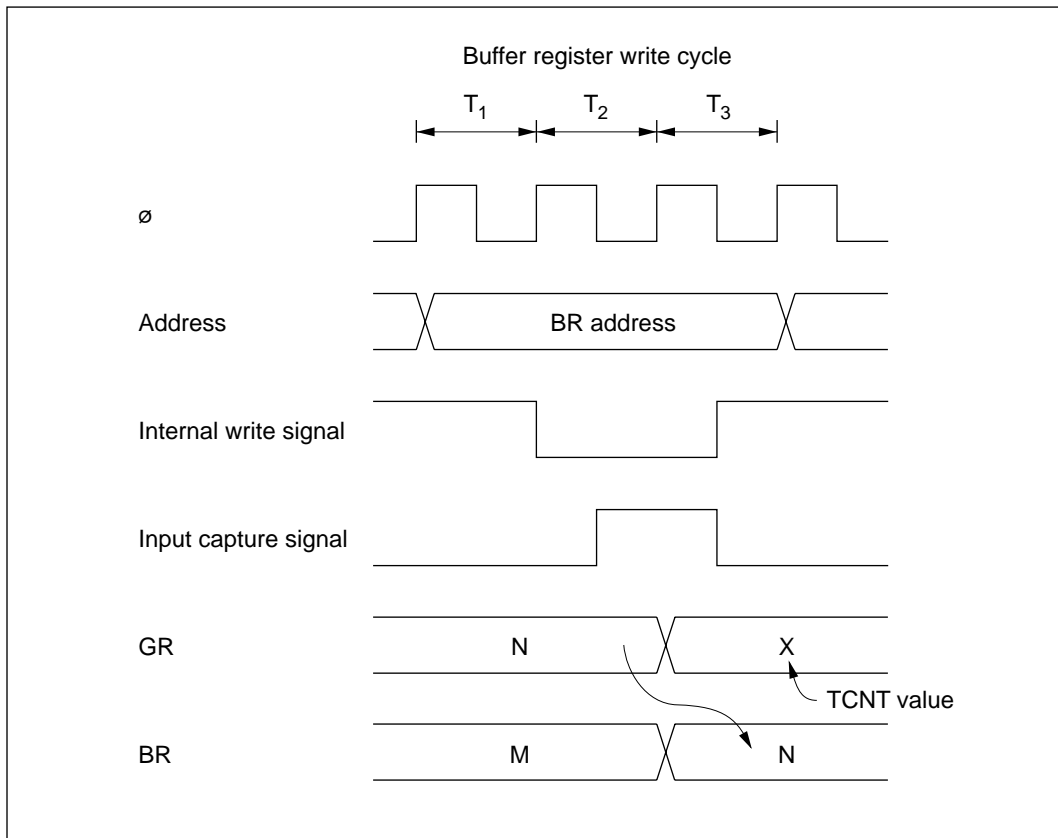 Buffer register write cycle
T1 T2 T3
ø
Address BR address
Internal write signal
Input capture signal
GR N X
TCNT value
BR M N